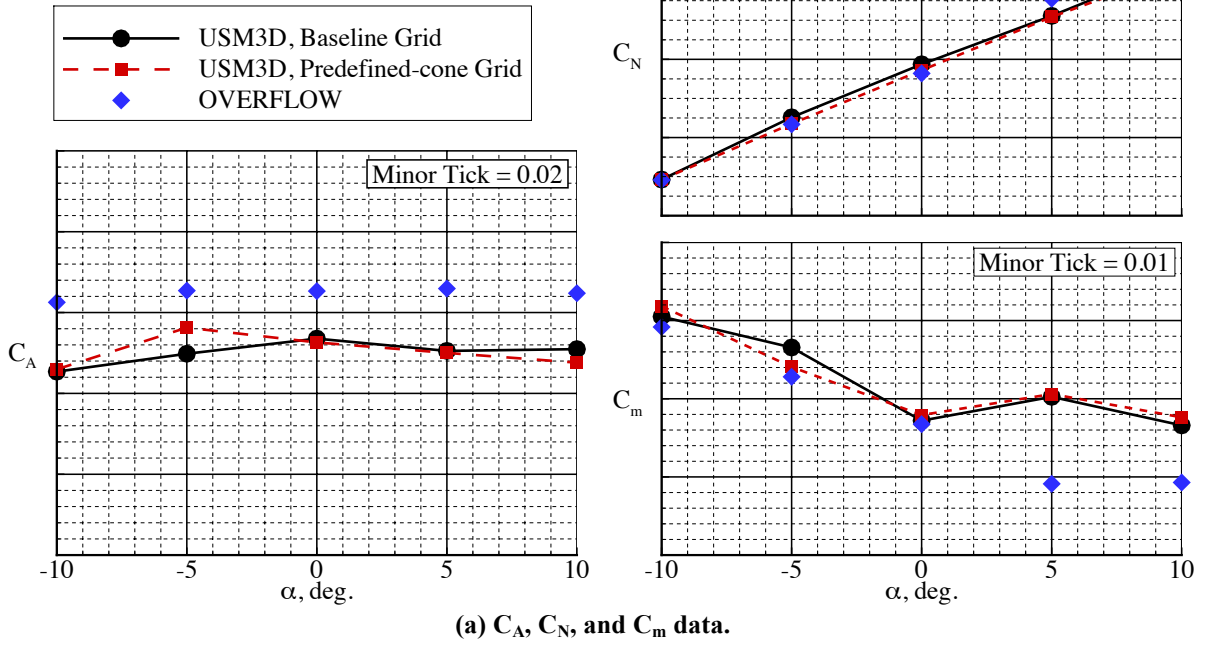 USM3D, Baseline Grid
USM3D, Predefined-cone Grid
OVERFLOW
C_N
Minor Tick = 0.02
C_A
-10 -5 0 5 10
α, deg.
Minor Tick = 0.01
C_m
-10 -5 0 5 10
α, deg.
(a) C_A, C_N, and C_m data.